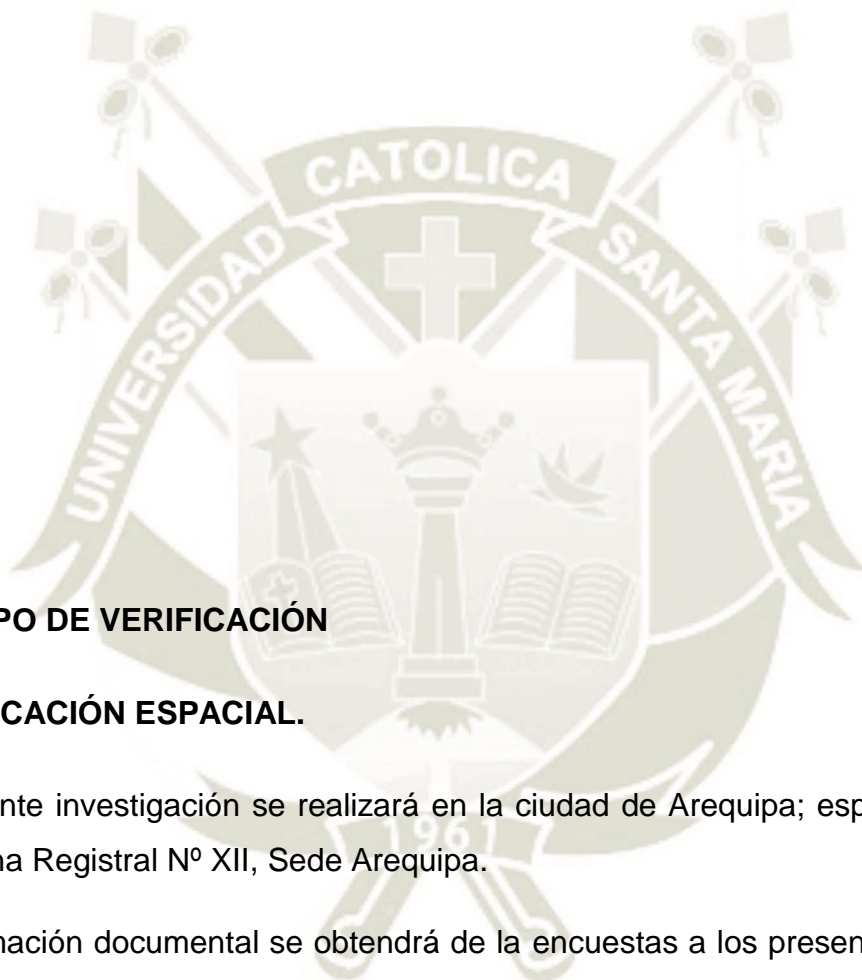 UNIVERSIDAD CATOLICA SANTA MARIA
PO DE VERIFICACIÓN
CACIÓN ESPACIAL.
nte investigación se realizará en la ciudad de Arequipa; esp
na Registral Nº XII, Sede Arequipa.
1961
nación documental se obtendrá de la encuestas a los presen